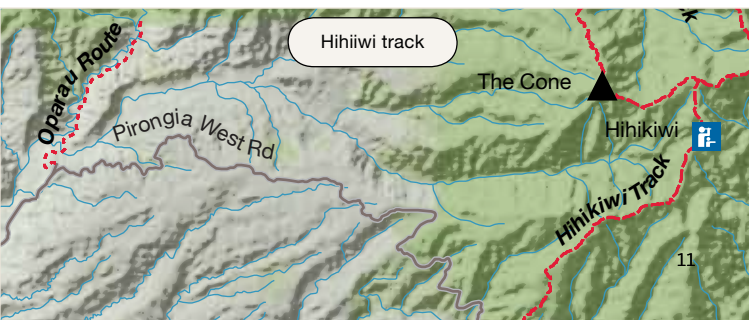 Hihiiwi track
Oparau Route
The Cone
Pirongia West Rd
Hihikiwi
Hihikiwi Track
11